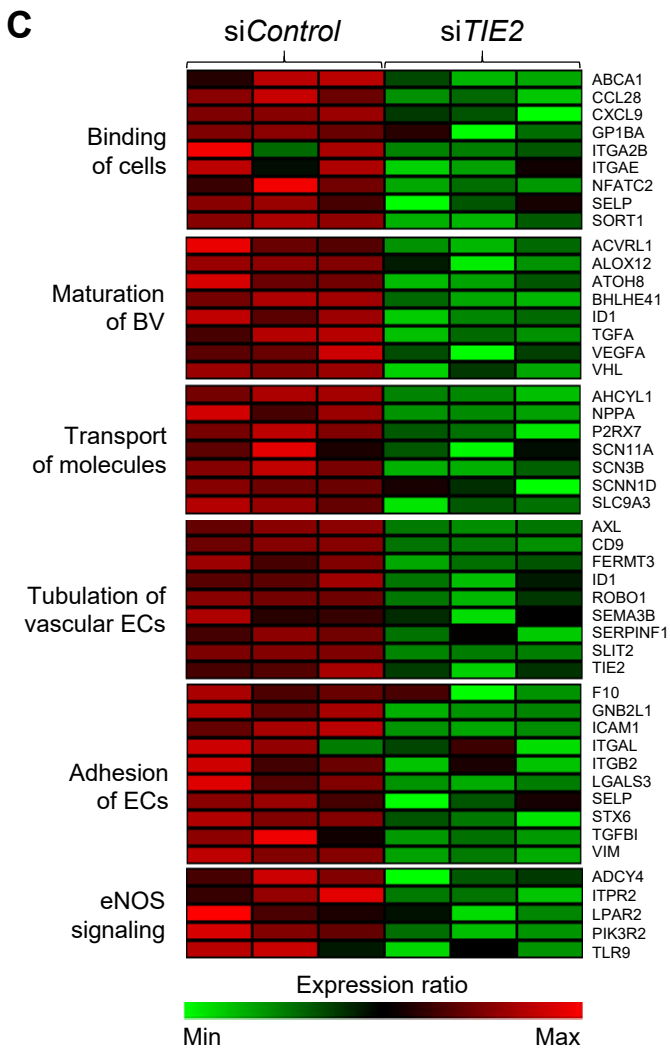 C
siControl
siTIE2
Binding
of cells
ABCA1
CCL28
CXCL9
GP1BA
ITGA2B
ITGAE
NFATC2
SELP
SORT1
Maturation
of BV
ACVRL1
ALOX12
ATOH8
BHLHE41
ID1
TGFA
VEGFA
VHL
Transport
of molecules
AHCYL1
NPPA
P2RX7
SCN11A
SCN3B
SCNN1D
SLC9A3
Tubulation of
vascular ECs
AXL
CD9
FERMT3
ID1
ROBO1
SEMA3B
SERPINF1
SLIT2
TIE2
Adhesion
of ECs
F10
GNB2L1
ICAM1
ITGAL
ITGB2
LGALS3
SELP
STX6
TGFBI
VIM
eNOS
signaling
ADCY4
ITPR2
LPAR2
PIK3R2
TLR9
Expression ratio
Min
Max